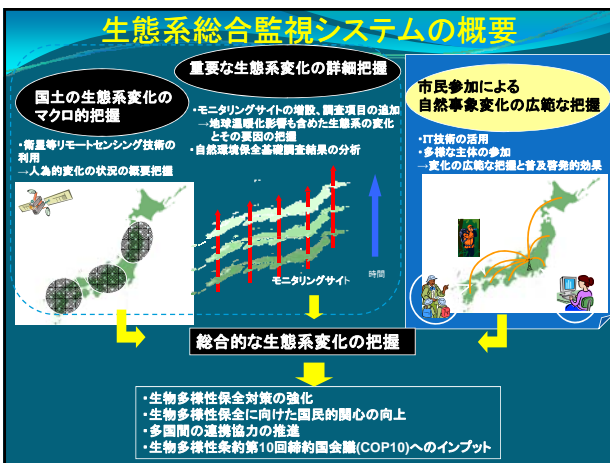 生態系総合監視システムの概要
国土の生態系変化の
マクロ的把握
・衛星等リモートセンシング技術の
利用
→人為的変化の状況の概要把握
重要な生態系変化の詳細把握
・モニタリングサイトの増設、調査項目の追加
→地球温暖化影響も含めた生態系の変化
とその要因の把握
・自然環境保全基礎調査結果の分析
時間
モニタリングサイト
市民参加による
自然事象変化の広範な把握
・IT技術の活用
・多様な主体の参加
→変化の広範な把握と普及啓発的効果
総合的な生態系変化の把握
・生物多様性保全対策の強化
・生物多様性保全に向けた国民的関心の向上
・多国間の連携協力の推進
・生物多様性条約第10回締約国会議(COP10)へのインプット